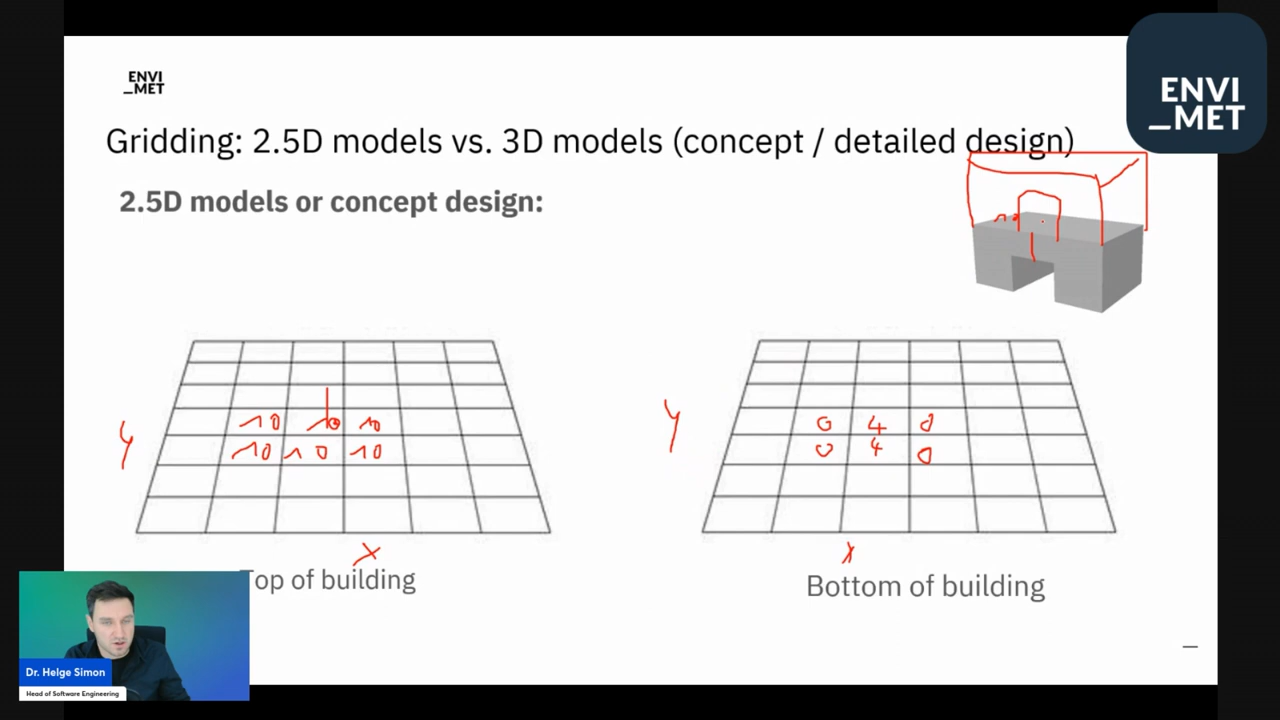 ENVI
_MET
ENVI
_MET
Gridding: 2.5D models vs. 3D models (concept / detailed design)
2.5D models or concept design:
10
y
10 10 10
10 10 10
x
Top of building
y
0 4 0
0 4 0
x
Bottom of building
Dr. Helge Simon
Head of Software Engineering